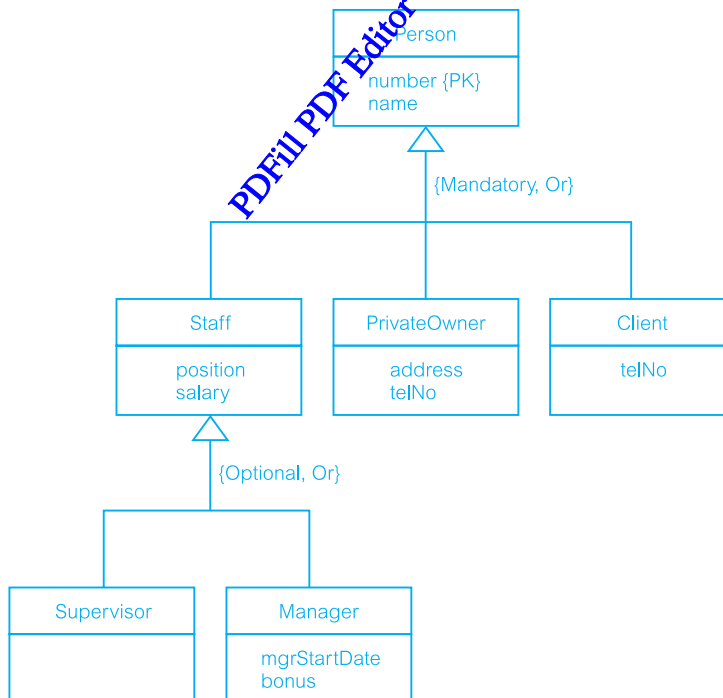 Person
number {PK}
name
PDFill PDF Editor
{Mandatory, Or}
Staff
position
salary
PrivateOwner
address
telNo
Client
telNo
{Optional, Or}
Supervisor
Manager
mgrStartDate
bonus